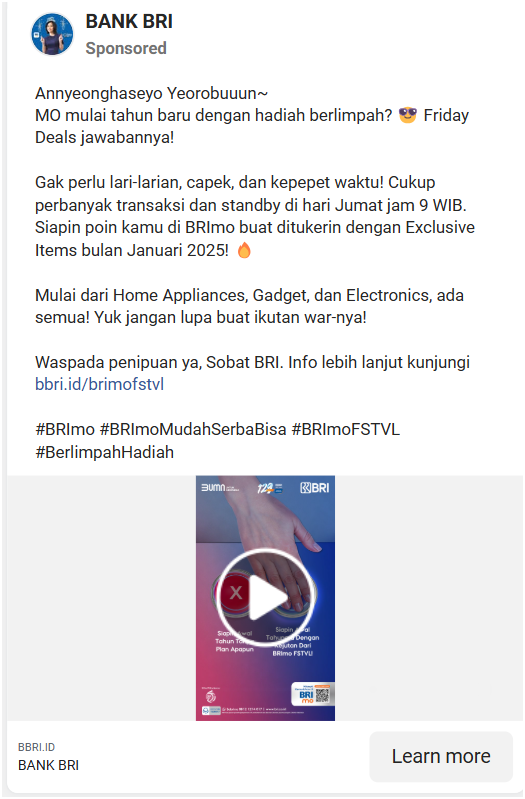 BANK BRI
Sponsored
Annyeonghaseyo Yeorobuuun~
MO mulai tahun baru dengan hadiah berlimpah? 😎 Friday
Deals jawabannya!
Gak perlu lari-larian, capek, dan kepepet waktu! Cukup
perbanyak transaksi dan standby di hari Jumat jam 9 WIB.
Siapin poin kamu di BRImo buat ditukerin dengan Exclusive
Items bulan Januari 2025! 🔥
Mulai dari Home Appliances, Gadget, dan Electronics, ada
semua! Yuk jangan lupa buat ikutan war-nya!
Waspada penipuan ya, Sobat BRI. Info lebih lanjut kunjungi
bbri.id/brimofstvl
#BRImo #BRImoMudahSerbaBisa #BRImoFSTVL
#BerlimpahHadiah
BUMN
129
BRI
X
Siapin Awal
Tahun Tanpa
Plan Apapun
Siapin Awal
Tahun Dengan
Kejutan Dari
BRImo FSTVL!
BRI
mo
BBRI.ID
BANK BRI
Learn more